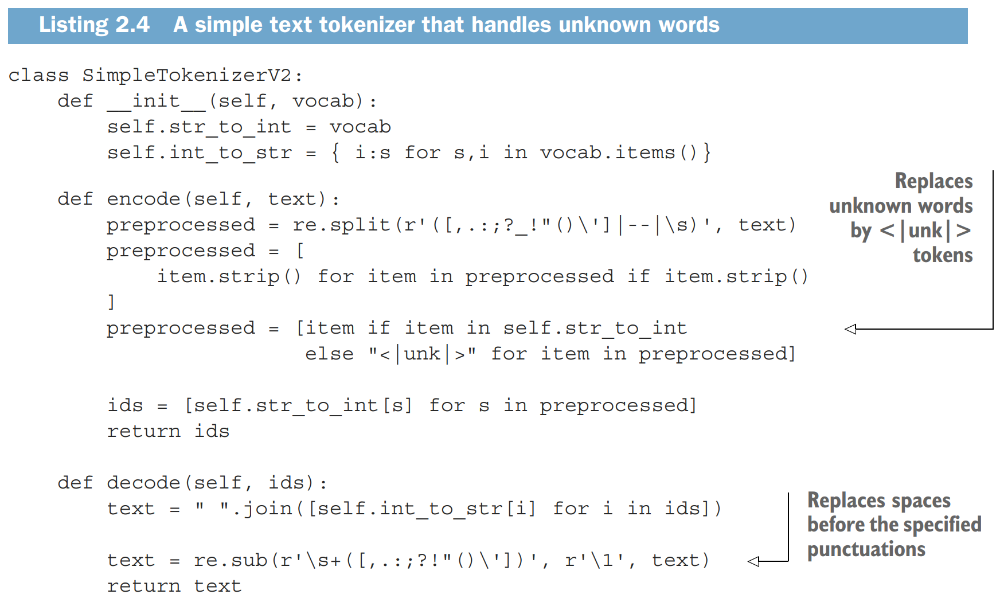 Listing 2.4 A simple text tokenizer that handles unknown words
class SimpleTokenizerV2:
    def __init__(self, vocab):
        self.str_to_int = vocab
        self.int_to_str = { i:s for s,i in vocab.items()}
    def encode(self, text):
        preprocessed = re.split(r'([,.:;?_!"()\']|--|\s)', text)
        preprocessed = [
            item.strip() for item in preprocessed if item.strip()
        ]
        preprocessed = [item if item in self.str_to_int
                        else "<|unk|>" for item in preprocessed]
        ids = [self.str_to_int[s] for s in preprocessed]
        return ids
    def decode(self, ids):
        text = " ".join([self.int_to_str[i] for i in ids])
        text = re.sub(r'\s+([,.:;?!"()\'])', r'\1', text)
        return text
Replaces
unknown words
by <|unk|>
tokens
Replaces spaces
before the specified
punctuations